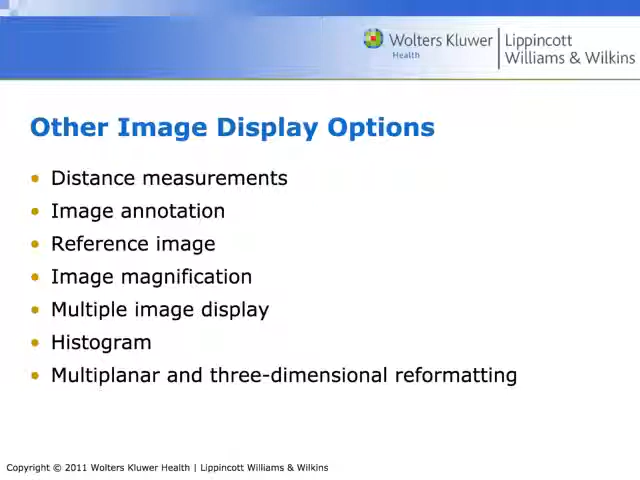 Wolters Kluwer
Health
Lippincott
Williams & Wilkins
Other Image Display Options
• Distance measurements
• Image annotation
• Reference image
• Image magnification
• Multiple image display
• Histogram
• Multiplanar and three-dimensional reformatting
Copyright © 2011 Wolters Kluwer Health | Lippincott Williams & Wilkins